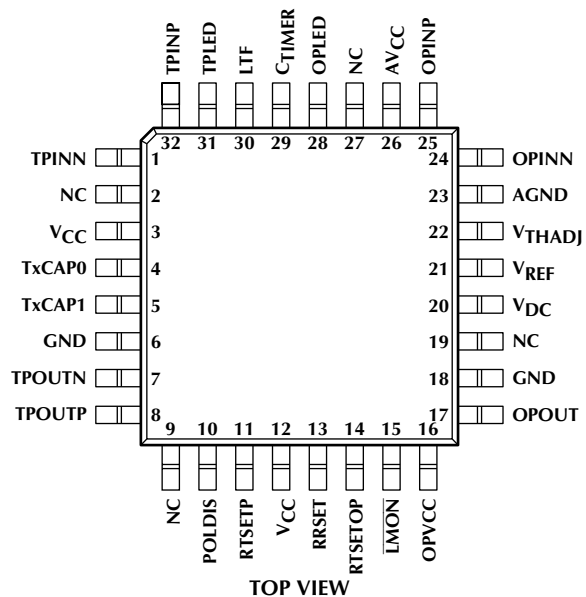 TPINP TPLED LTF CTIMER OPLED NC AVCC OPINP
32 31 30 29 28 27 26 25
TPINN 1 24 OPINN
NC 2 23 AGND
VCC 3 22 VTHADJ
TxCAP0 4 21 VREF
TxCAP1 5 20 VDC
GND 6 19 NC
TPOUTN 7 18 GND
TPOUTP 8 17 OPOUT
9 10 11 12 13 14 15 16
NC POLDIS RTSETP VCC RRSET RTSETOP LMON OPVCC
TOP VIEW